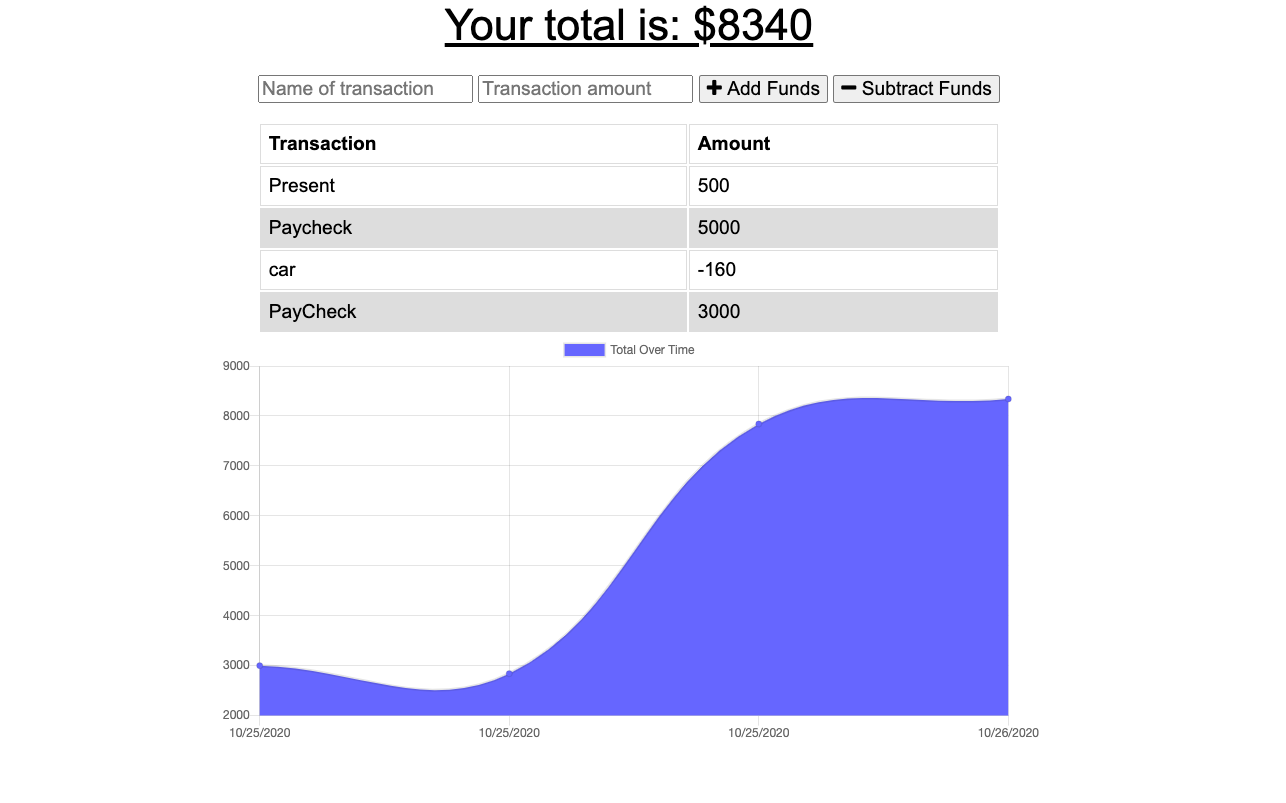 Your total is: $8340
Name of transaction Transaction amount Add Funds Subtract Funds
Transaction Amount
Present 500
Paycheck 5000
car -160
PayCheck 3000
Total Over Time
9000
8000
7000
6000
5000
4000
3000
2000
10/25/2020 10/25/2020 10/25/2020 10/26/2020